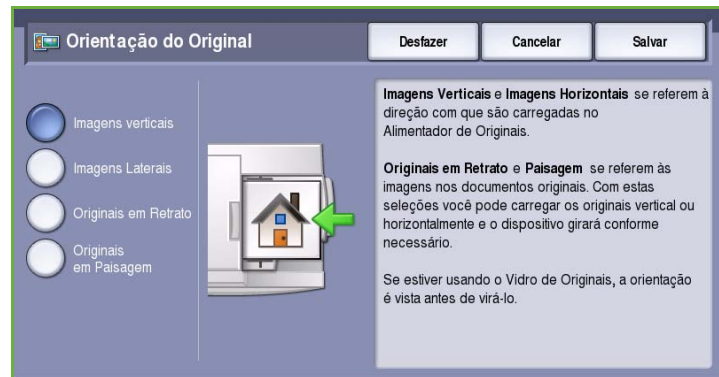 Orientação do Original
Desfazer
Cancelar
Salvar
Imagens verticais
Imagens Laterais
Originais em Retrato
Originais
em Paisagem
Imagens Verticais e Imagens Horizontais se referem à
direção com que são carregadas no
Alimentador de Originais.
Originais em Retrato e Paisagem se referem às
imagens nos documentos originais. Com estas
seleções você pode carregar os originais vertical ou
horizontalmente e o dispositivo girará conforme
necessário.
Se estiver usando o Vidro de Originais, a orientação
é vista antes de virá-lo.